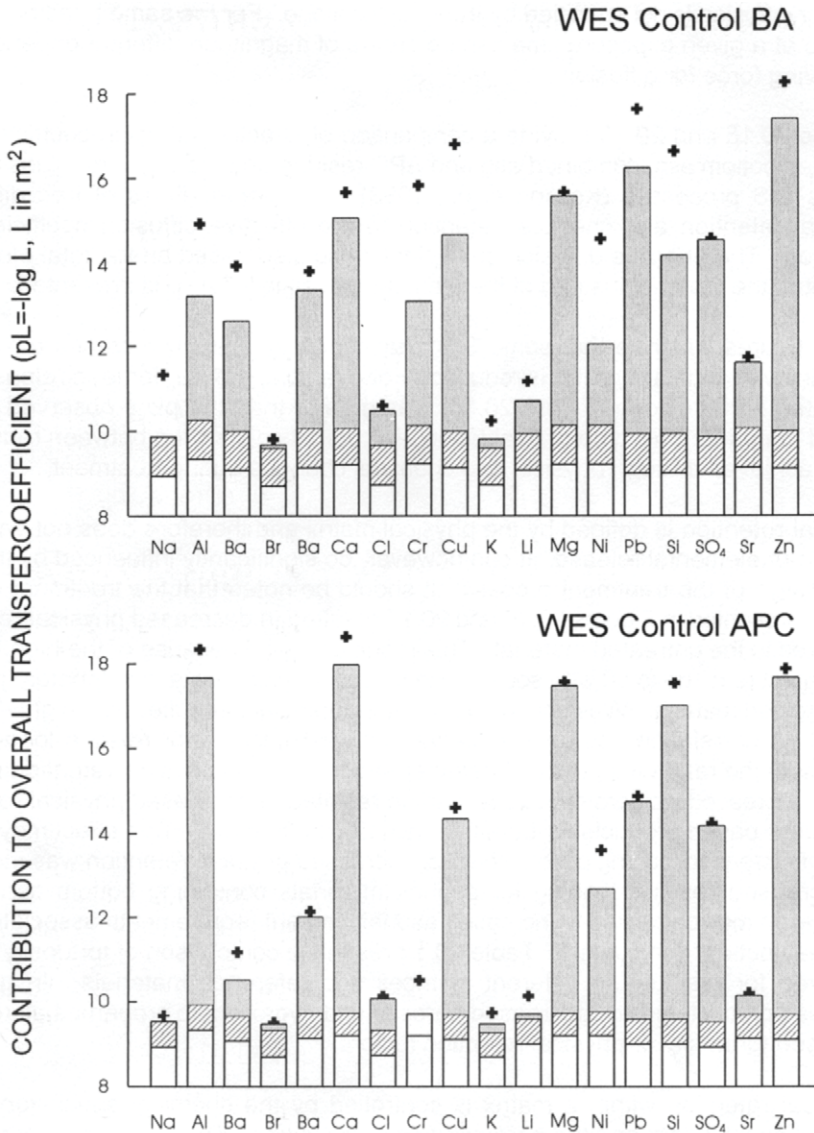 WES Control BA
CONTRIBUTION TO OVERALL TRANSFERCOEFFICIENT (pL=-log L, L in m²)
18
16
14
12
10
8
Na Al Ba Br Ba Ca Cl Cr Cu K Li Mg Ni Pb Si SO₄ Sr Zn
WES Control APC
18
16
14
12
10
8
Na Al Ba Br Ba Ca Cl Cr Cu K Li Mg Ni Pb Si SO₄ Sr Zn